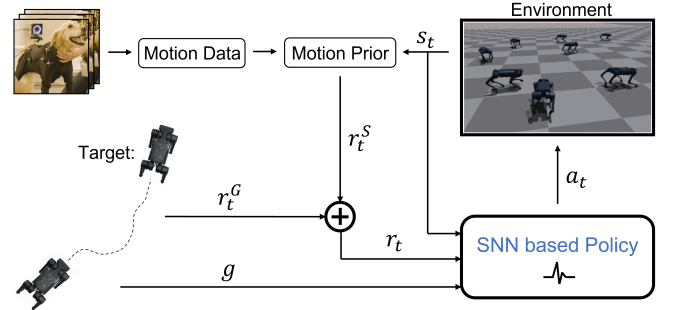 Environment
Motion Data
Motion Prior
s_t
r_t^S
Target:
a_t
r_t^G
+
r_t
SNN based Policy
g